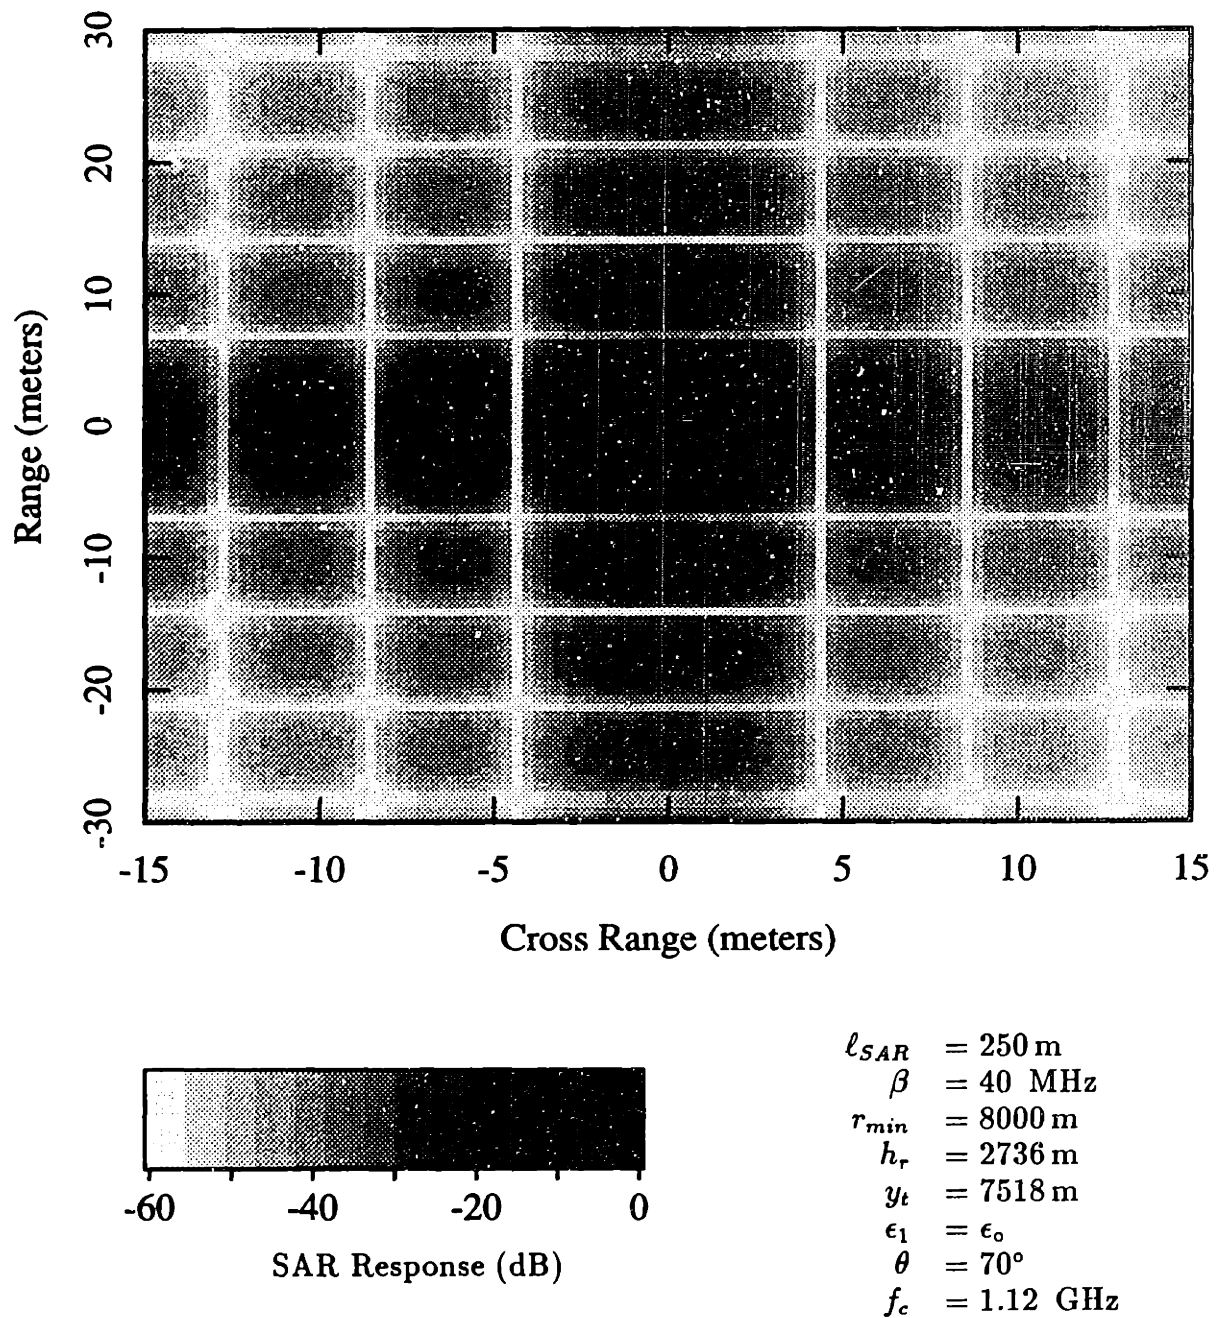 30
20
10
0
-10
-20
-30
Range (meters)
-15 -10 -5 0 5 10 15
Cross Range (meters)
-60 -40 -20 0
SAR Response (dB)
ℓ_SAR = 250 m
β = 40 MHz
r_min = 8000 m
h_r = 2736 m
y_t = 7518 m
ϵ_1 = ϵ_o
θ = 70°
f_c = 1.12 GHz